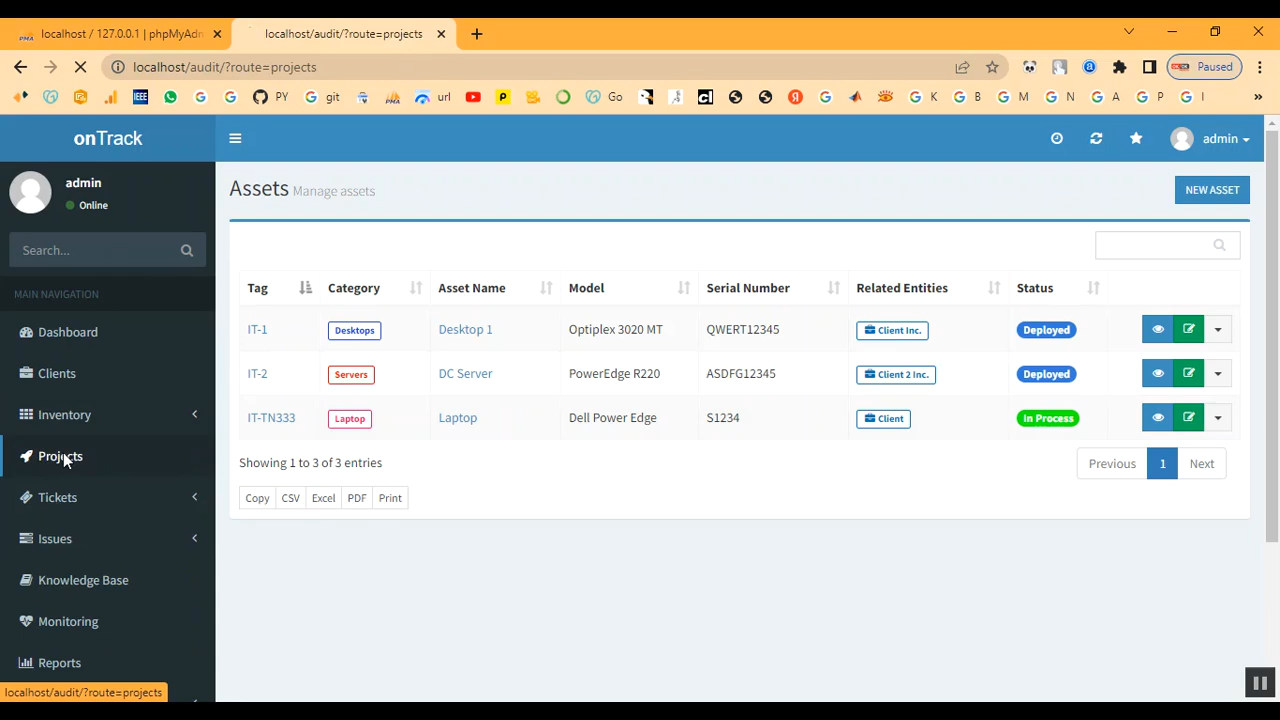 localhost / 127.0.0.1 | phpMyAdn
localhost/audit/?route=projects
localhost/audit/?route=projects
Paused
IEEE
PY
git
PMA
url
Go
K
B
M
N
A
P
I
»
onTrack
admin
admin
Online
Assets Manage assets
NEW ASSET
Search...
MAIN NAVIGATION
Dashboard
Clients
Inventory
Projects
Tickets
Issues
Knowledge Base
Monitoring
Reports
Tag Category Asset Name Model Serial Number Related Entities Status
IT-1 Desktops Desktop 1 Optiplex 3020 MT QWERT12345 Client Inc. Deployed
IT-2 Servers DC Server PowerEdge R220 ASDFG12345 Client 2 Inc. Deployed
IT-TN333 Laptop Laptop Dell Power Edge S1234 Client In Process
Showing 1 to 3 of 3 entries
Previous 1 Next
Copy CSV Excel PDF Print
localhost/audit/?route=projects